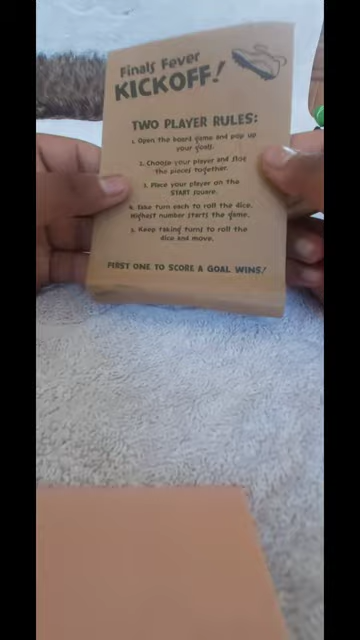 Finals Fever
KICKOFF!
TWO PLAYER RULES:
1. Open the board game and pop up
your goals.
2. Choose your player and slot
the pieces together.
3. Place your player on the
START square.
4. Take turn each to roll the dice.
Highest number starts the game.
5. Keep taking turns to roll the
dice and move.
FIRST ONE TO SCORE A GOAL WINS!